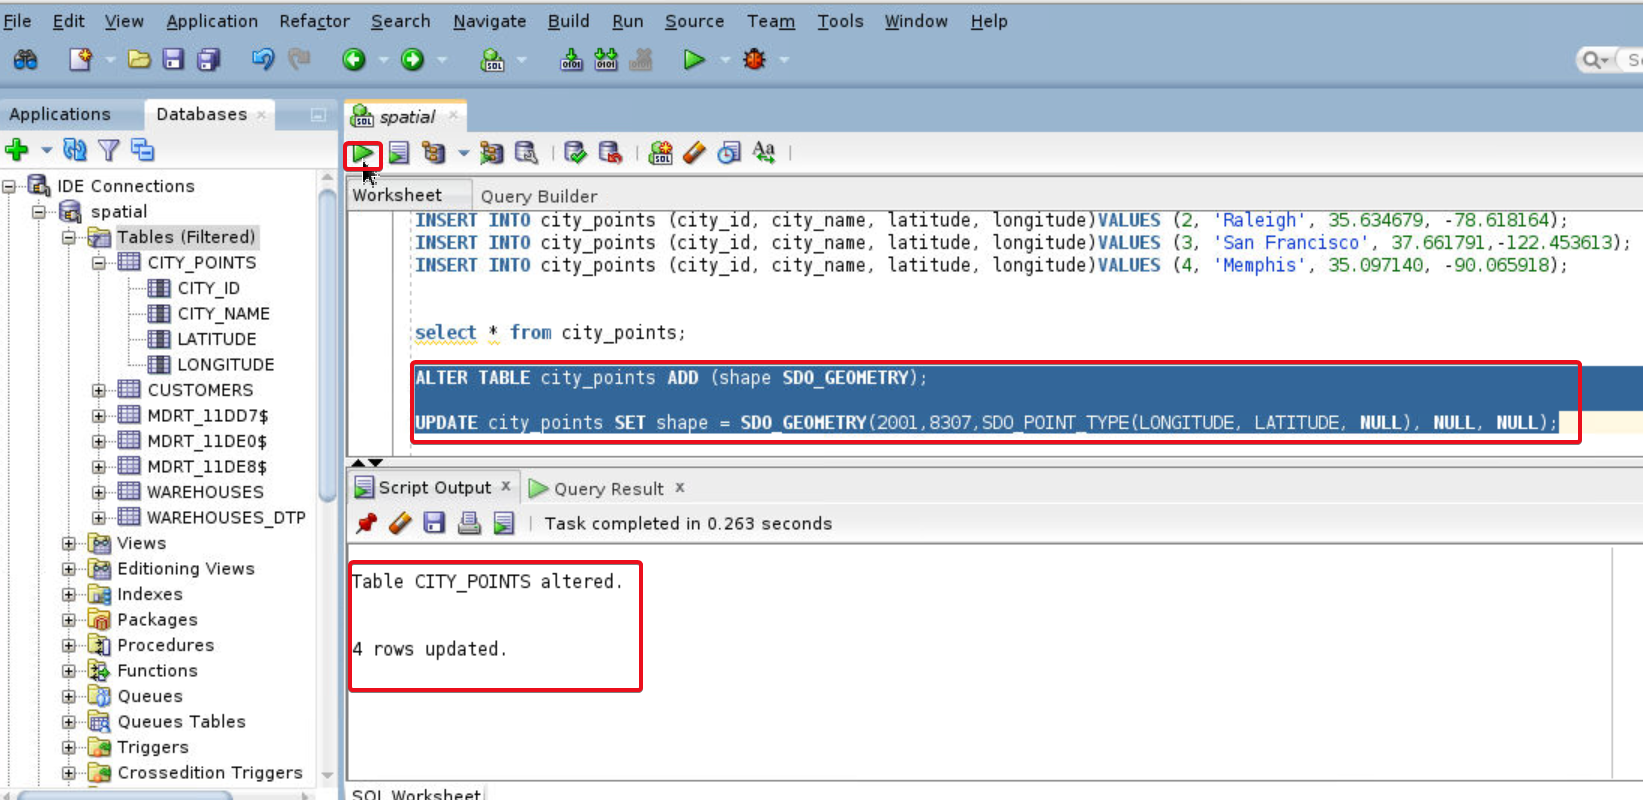 File Edit View Application Refactor Search Navigate Build Run Source Team Tools Window Help
Applications
Databases
spatial
Worksheet
Query Builder
IDE Connections
spatial
Tables (Filtered)
CITY_POINTS
CITY_ID
CITY_NAME
LATITUDE
LONGITUDE
CUSTOMERS
MDRT_11DD7$
MDRT_11DE0$
MDRT_11DE8$
WAREHOUSES
WAREHOUSES_DTP
Views
Editioning Views
Indexes
Packages
Procedures
Functions
Queues
Queues Tables
Triggers
Crossedition Triggers
INSERT INTO city_points (city_id, city_name, latitude, longitude)VALUES (2, 'Raleigh', 35.634679, -78.618164);
INSERT INTO city_points (city_id, city_name, latitude, longitude)VALUES (3, 'San Francisco', 37.661791,-122.453613);
INSERT INTO city_points (city_id, city_name, latitude, longitude)VALUES (4, 'Memphis', 35.097140, -90.065918);
select * from city_points;
ALTER TABLE city_points ADD (shape SDO_GEOMETRY);
UPDATE city_points SET shape = SDO_GEOMETRY(2001,8307,SDO_POINT_TYPE(LONGITUDE, LATITUDE, NULL), NULL, NULL);
Script Output
Query Result
Task completed in 0.263 seconds
Table CITY_POINTS altered.
4 rows updated.
SQL Worksheet